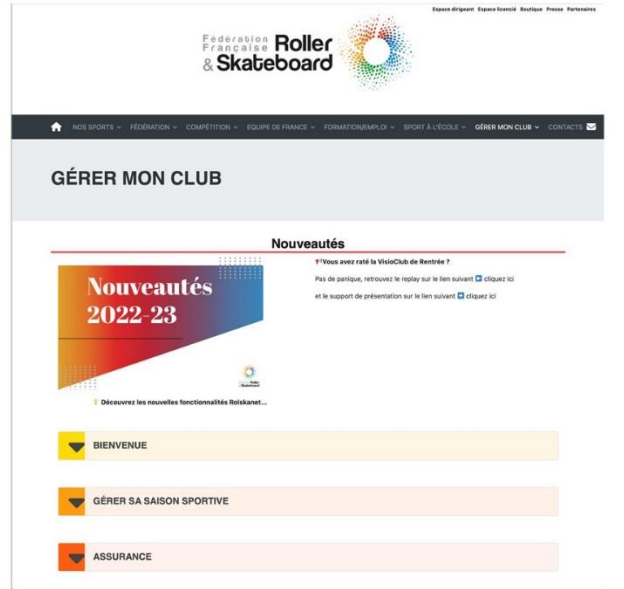 Espace dirigeant Espace licencié Boutique Presse Partenaires
Fédération
Française Roller
& Skateboard
NOS SPORTS FÉDÉRATION COMPÉTITION EQUIPE DE FRANCE FORMATION/EMPLOI SPORT À L'ÉCOLE GÉRER MON CLUB CONTACTS
GÉRER MON CLUB
Nouveautés
Nouveautés
2022-23
Découvrez les nouvelles fonctionnalités Rolskanet...
Vous avez raté la VisioClub de Rentrée ?
Pas de panique, retrouvez le replay sur le lien suivant ➡️ cliquez ici
et le support de présentation sur le lien suivant ➡️ cliquez ici
BIENVENUE
GÉRER SA SAISON SPORTIVE
ASSURANCE